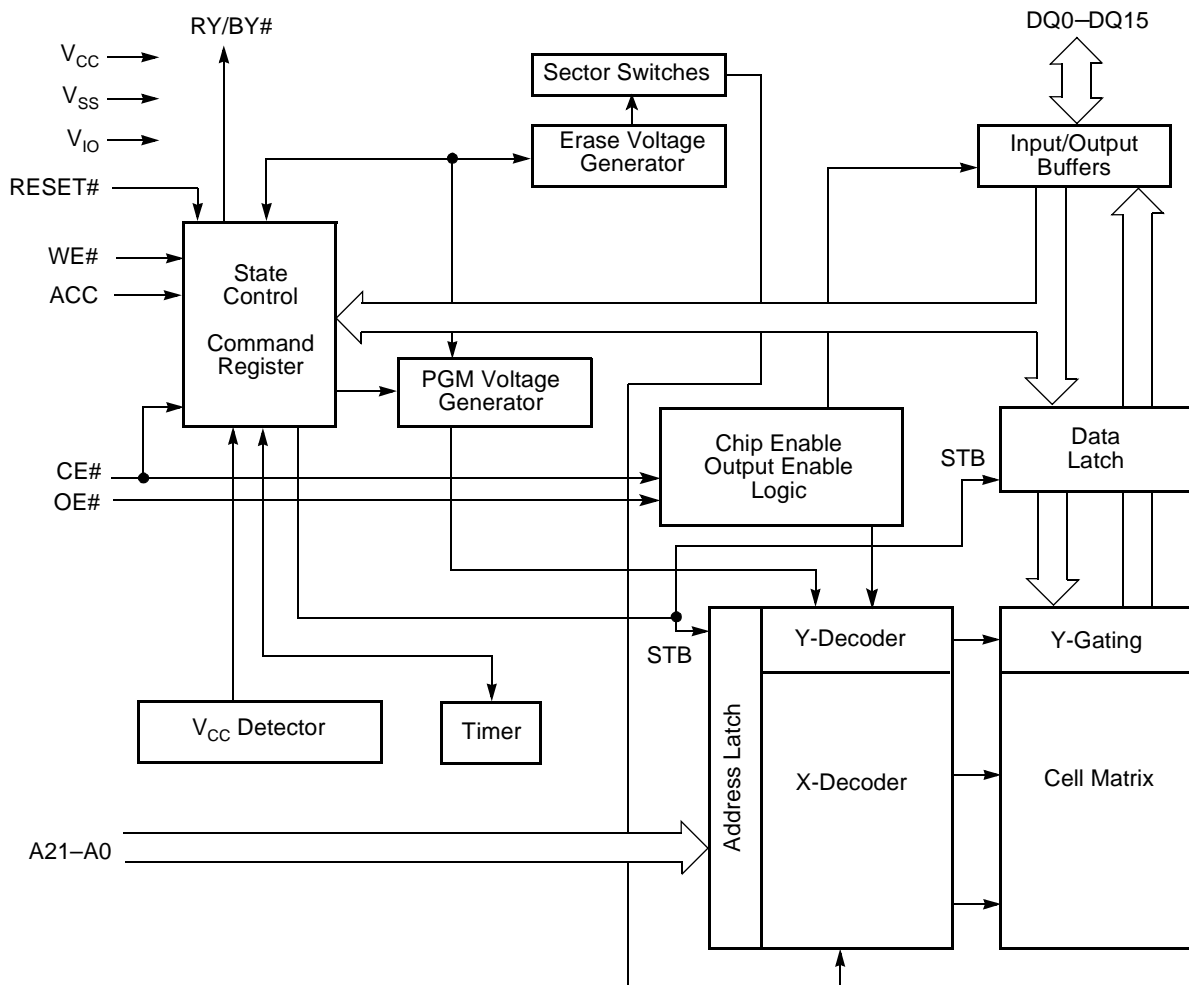 RY/BY#
DQ0–DQ15
VCC
VSS
VIO
RESET#
WE#
ACC
Sector Switches
Erase Voltage
Generator
Input/Output
Buffers
State
Control
Command
Register
PGM Voltage
Generator
CE#
OE#
Chip Enable
Output Enable
Logic
STB
Data
Latch
STB
Y-Decoder
Y-Gating
VCC Detector
Timer
Address Latch
X-Decoder
Cell Matrix
A21–A0